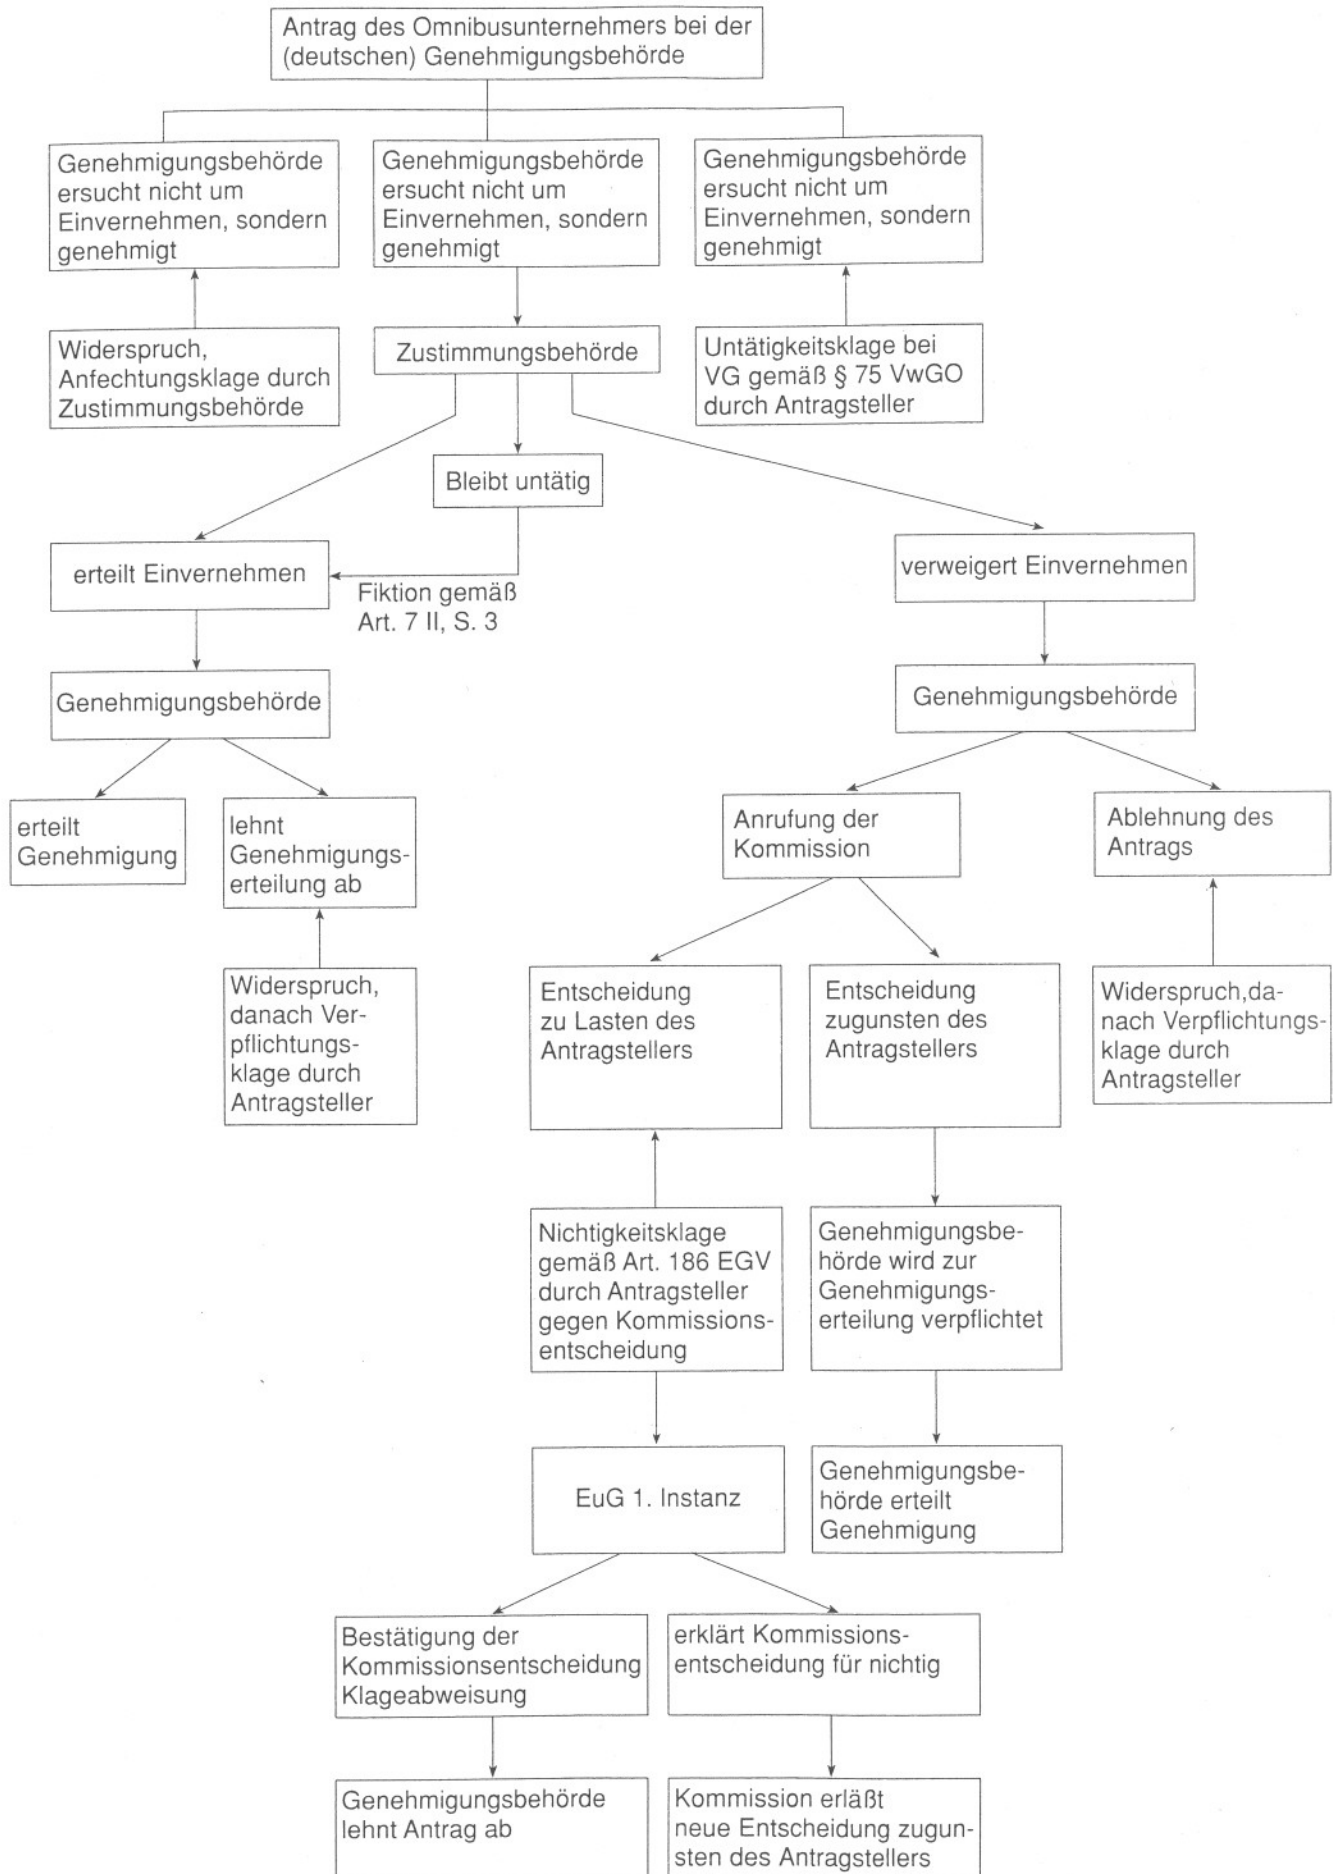 Antrag des Omnibusunternehmers bei der
(deutschen) Genehmigungsbehörde
Genehmigungsbehörde
ersucht nicht um
Einvernehmen, sondern
genehmigt
Genehmigungsbehörde
ersucht nicht um
Einvernehmen, sondern
genehmigt
Genehmigungsbehörde
ersucht nicht um
Einvernehmen, sondern
genehmigt
Widerspruch,
Anfechtungsklage durch
Zustimmungsbehörde
Zustimmungsbehörde
Untätigkeitsklage bei
VG gemäß § 75 VwGO
durch Antragsteller
Bleibt untätig
erteilt Einvernehmen
Fiktion gemäß
Art. 7 II, S. 3
verweigert Einvernehmen
Genehmigungsbehörde
Genehmigungsbehörde
erteilt
Genehmigung
lehnt
Genehmigungs-
erteilung ab
Anrufung der
Kommission
Ablehnung des
Antrags
Widerspruch,
danach Ver-
pflichtungs-
klage durch
Antragsteller
Entscheidung
zu Lasten des
Antragstellers
Entscheidung
zugunsten des
Antragstellers
Widerspruch,da-
nach Verpflichtungs-
klage durch
Antragsteller
Nichtigkeitsklage
gemäß Art. 186 EGV
durch Antragsteller
gegen Kommissions-
entscheidung
Genehmigungsbe-
hörde wird zur
Genehmigungs-
erteilung verpflichtet
EuG 1. Instanz
Genehmigungsbe-
hörde erteilt
Genehmigung
Bestätigung der
Kommissionsentscheidung
Klageabweisung
erklärt Kommissions-
entscheidung für nichtig
Genehmigungsbehörde
lehnt Antrag ab
Kommission erläßt
neue Entscheidung zugun-
sten des Antragstellers